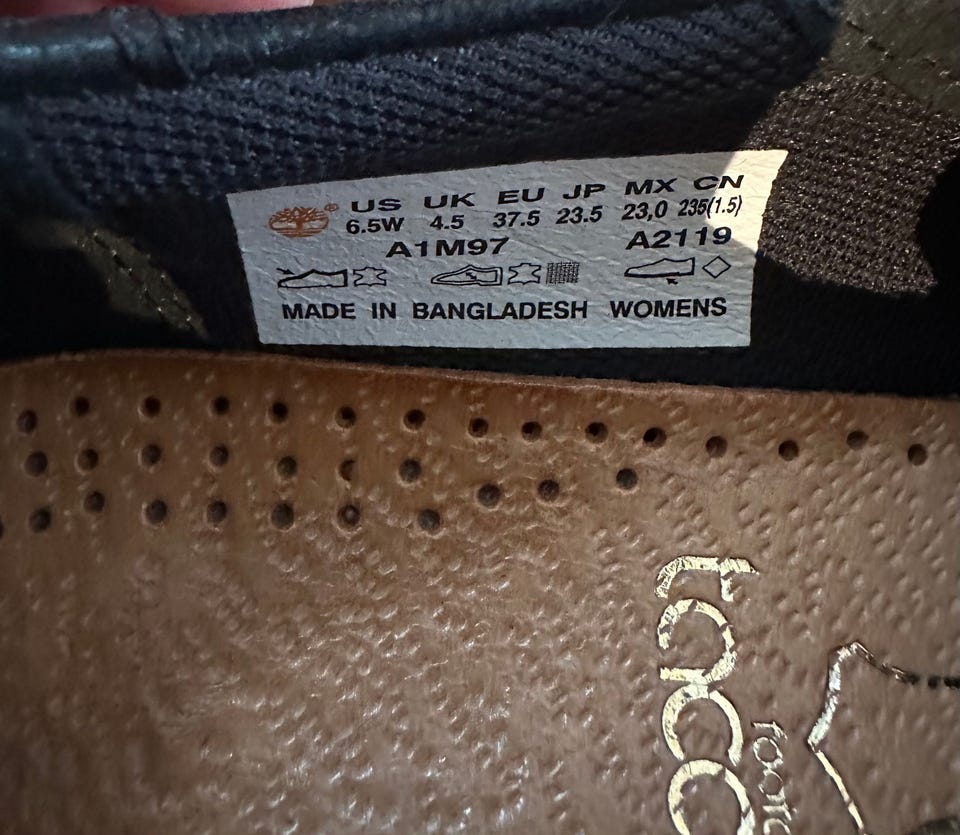 US UK EU JP MX CN
6.5W 4.5 37.5 23.5 23,0 235(1.5)
A1M97 A2119
MADE IN BANGLADESH WOMENS
tacco